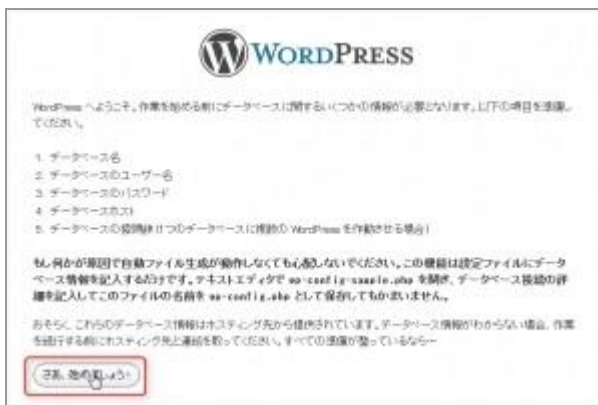 WORDPRESS
WordPress へようこそ。作業を始める前にデータベースに関するいくつかの情報が必要となります。以下の項目を準備し
てください。
1. データベース名
2. データベースのユーザー名
3. データベースのパスワード
4. データベースホスト
5. データベースの接頭辞 (1つのデータベースに複数の WordPress を作動させる場合)
もし何かが原因で自動ファイル生成が動作しなくても心配しないでください。この機能は設定ファイルにデータ
ベース情報を記入するだけです。テキストエディタで wp-config-sample.php を開き、データベース接続の詳
細を記入してこのファイルの名前を wp-config.php として保存してもかまいません。
おそらく、これらのデータベース情報はホスティング先から提供されています。データベース情報がわからない場合、作業
を続行する前にホスティング先と連絡を取ってください。すべての準備が整っているなら…
さあ、始めましょう!